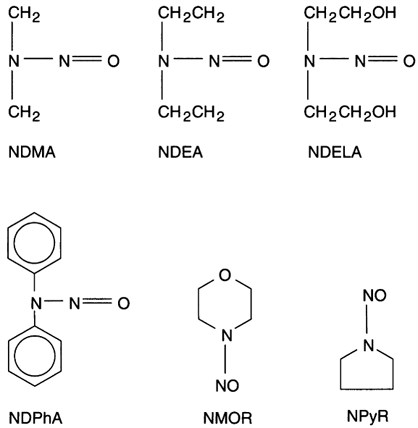 CH2 CH2CH2 CH2CH2OH
N N O N N O N N O
CH2 CH2CH2 CH2CH2OH
NDMA NDEA NDELA
O NO
N N O N N
NO
NDPhA NMOR NPyR